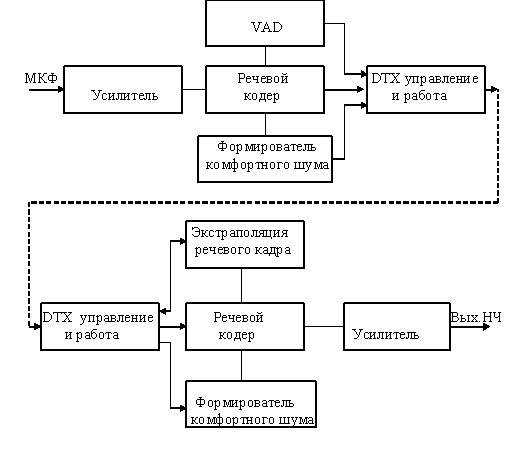 VAD
МКФ
Усилитель
Речевой
кодер
DTX управление
и работа
Формирователь
комфортного шума
Экстраполяция
речевого кадра
DTX управление
и работа
Речевой
кодер
Усилитель
Вых.НЧ
Формирователь
комфортного шума